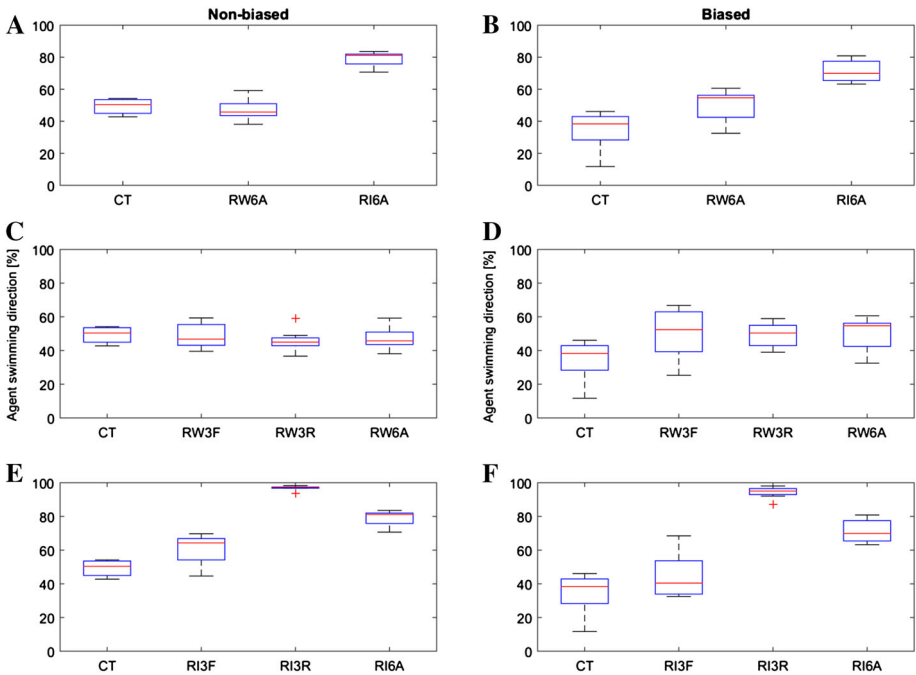 Non-biased
Biased
A
100
80
60
40
20
0
CT
RW6A
RI6A
B
100
80
60
40
20
0
CT
RW6A
RI6A
C
Agent swimming direction [%]
100
80
60
40
20
0
CT
RW3F
RW3R
RW6A
D
Agent swimming direction [%]
100
80
60
40
20
0
CT
RW3F
RW3R
RW6A
E
100
80
60
40
20
0
CT
RI3F
RI3R
RI6A
F
100
80
60
40
20
0
CT
RI3F
RI3R
RI6A